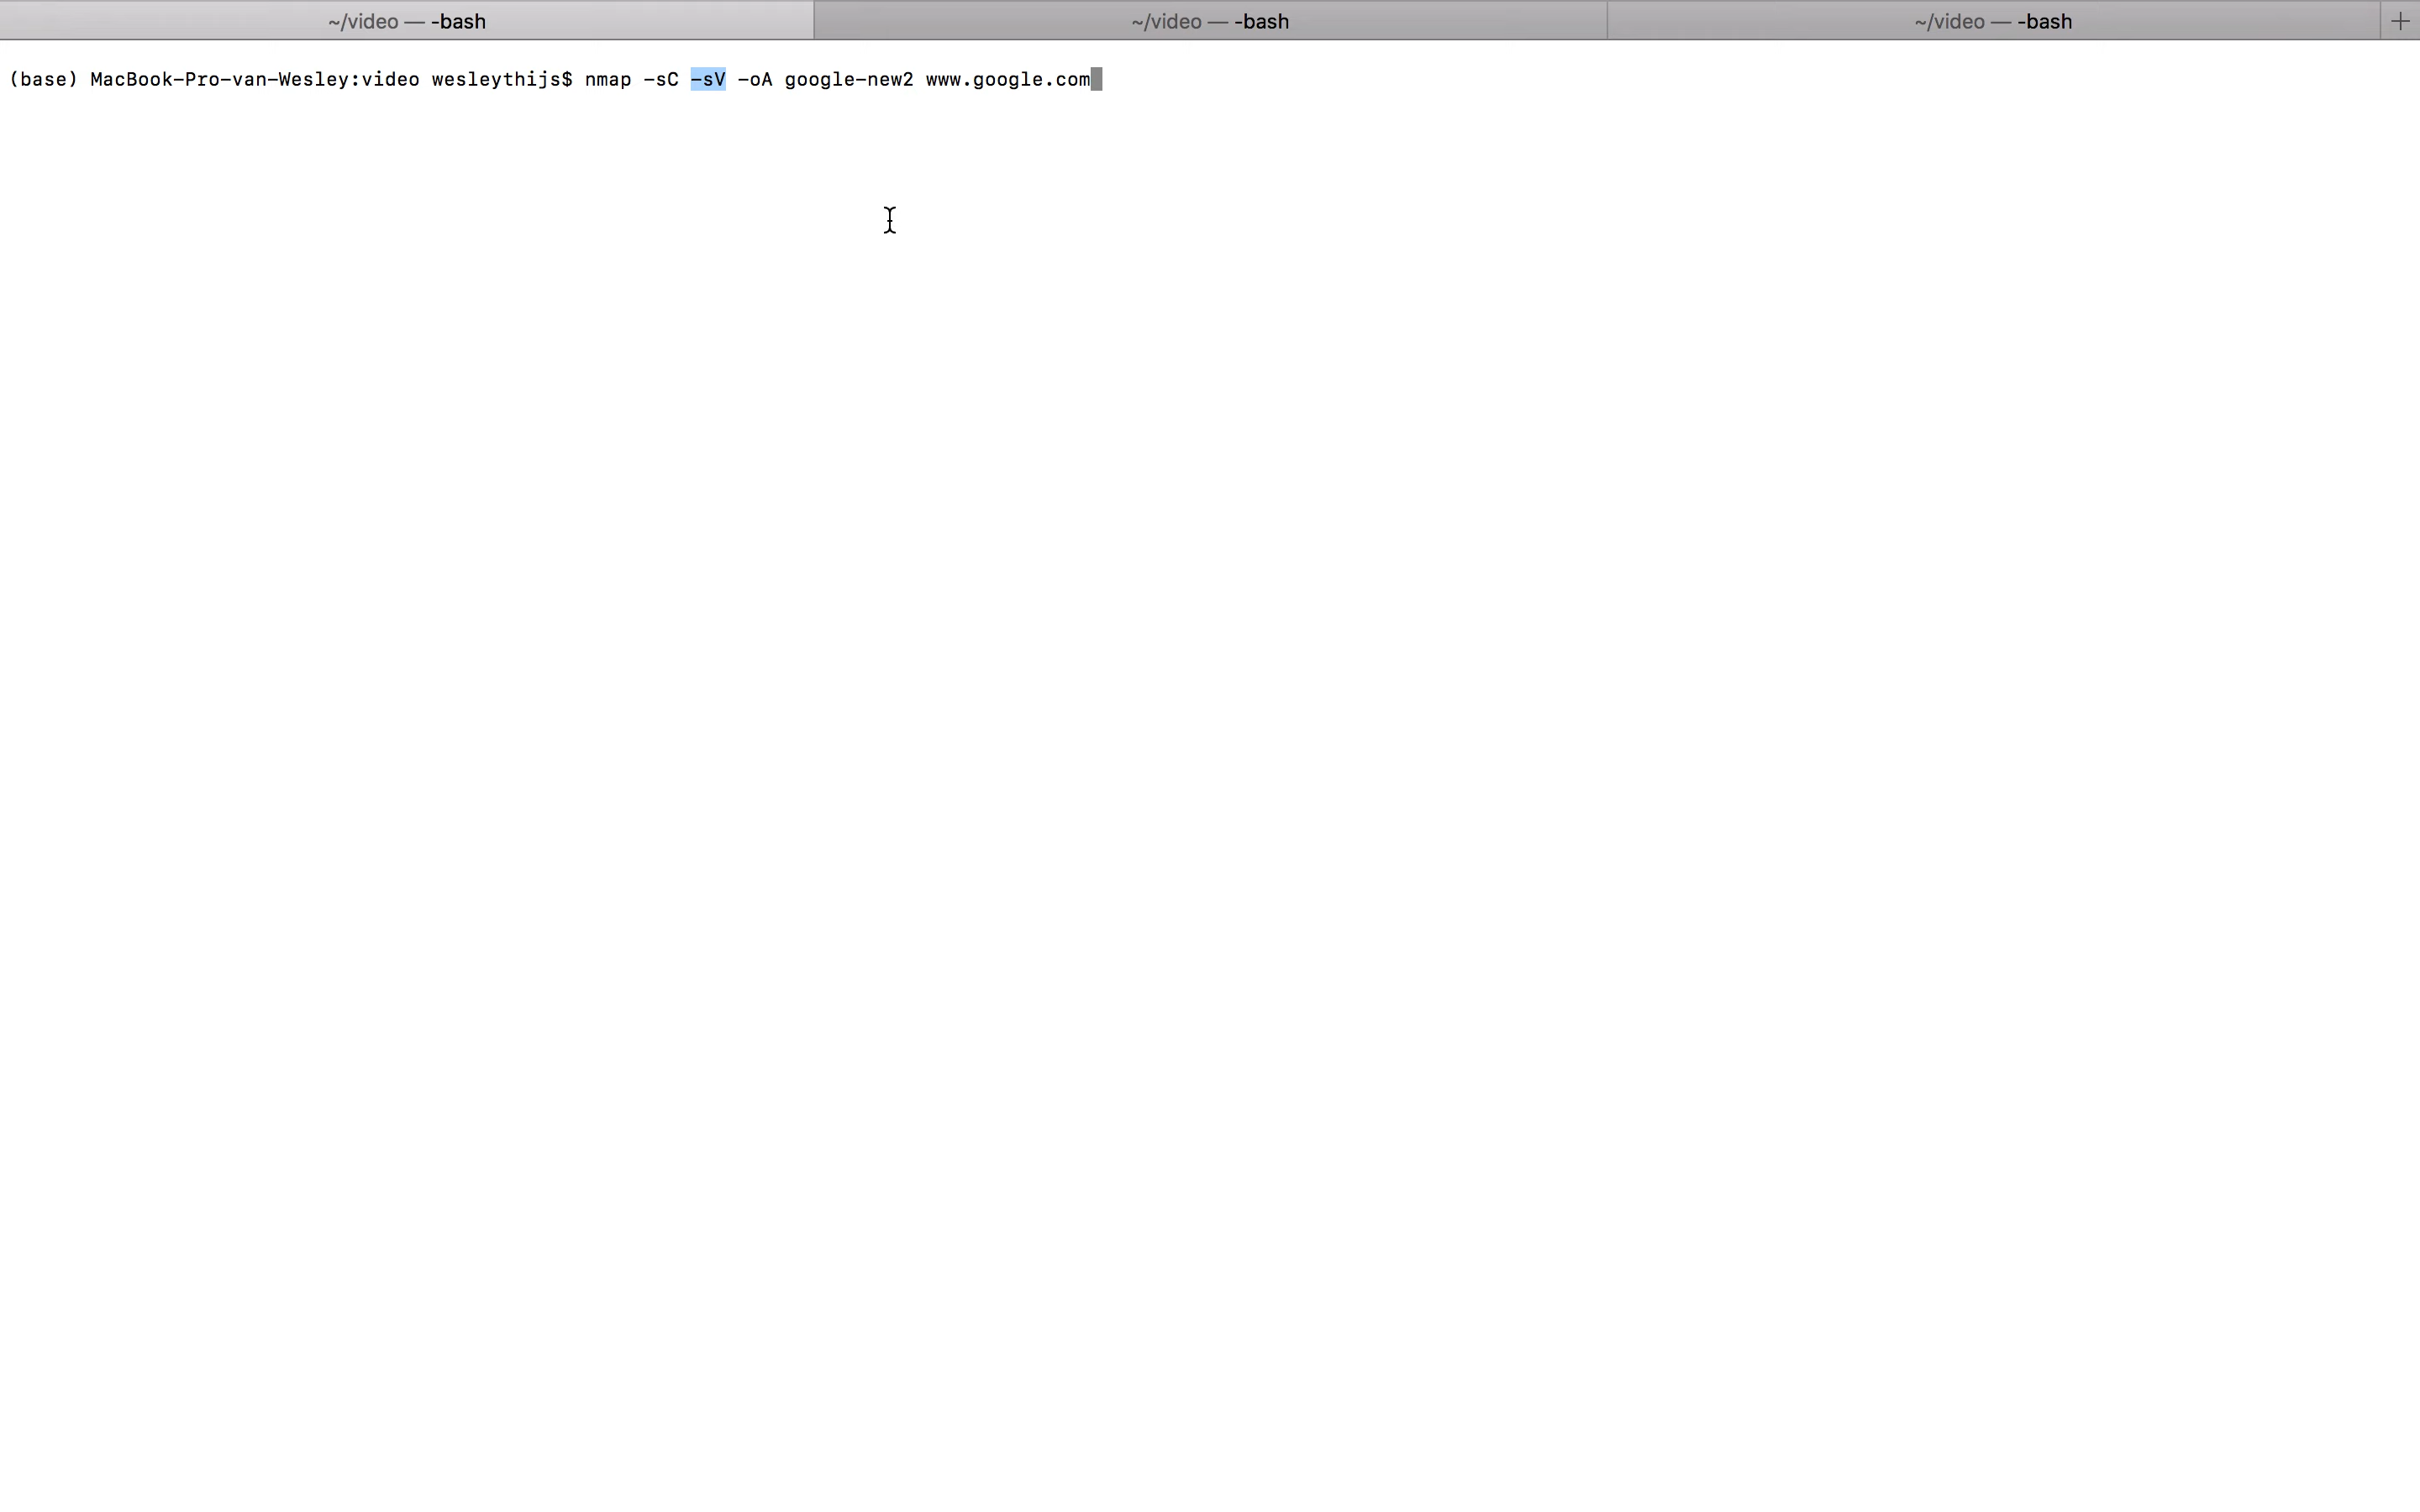 ~/video — -bash ~/video — -bash ~/video — -bash +
(base) MacBook-Pro-van-Wesley:video wesleythijs$ nmap -sC -sV -oA google-new2 www.google.com